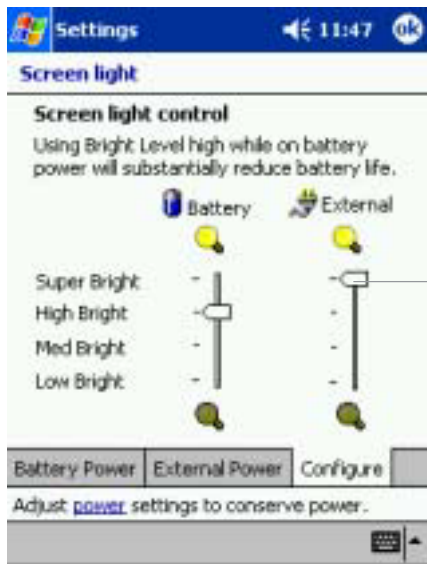 Settings 11:47 ok
Screen light
Screen light control
Using Bright Level high while on battery
power will substantially reduce battery life.
Battery External
Super Bright
High Bright
Med Bright
Low Bright
Battery Power External Power Configure
Adjust power settings to conserve power.